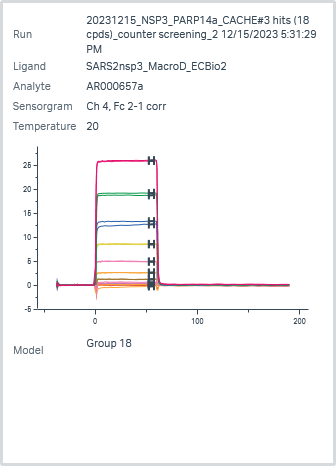 20231215_NSP3_PARP14a_CACHE#3 hits (18
Run cpds)_counter screening_2 12/15/2023 5:31:29
PM
Ligand SARS2nsp3_MacroD_ECBio2
Analyte AR000657a
Sensorgram Ch 4, Fc 2-1 corr
Temperature 20
25
20
15
10
5
0
-5
0 100 200
Model Group 18